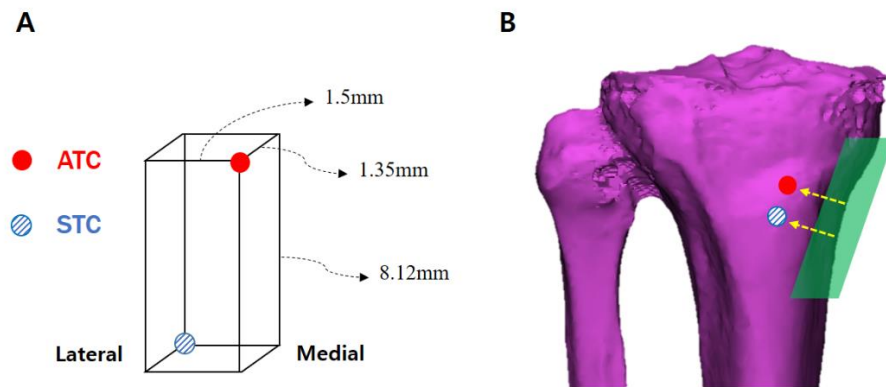 A
B
1.5mm
ATC
1.35mm
STC
8.12mm
Lateral
Medial